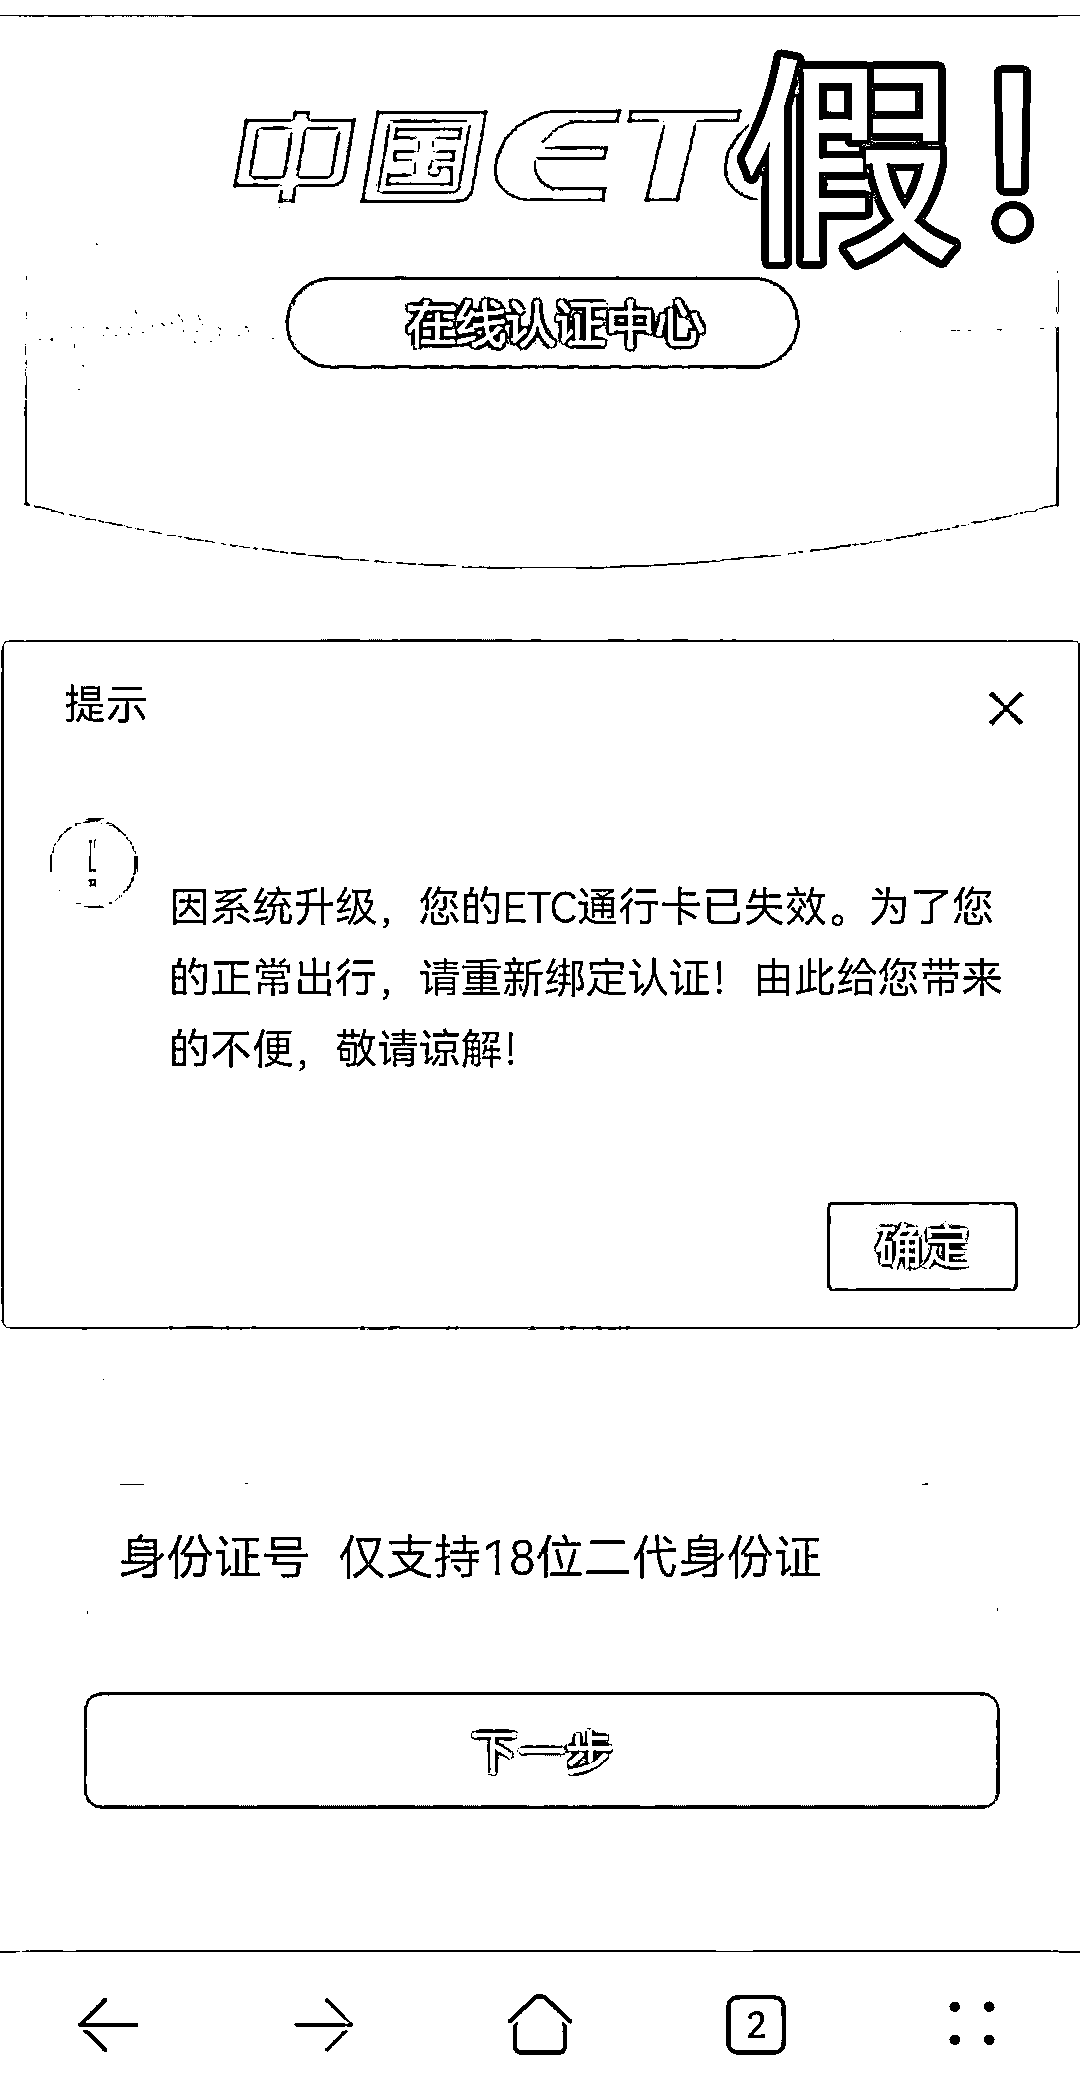 中国ETC
假！
在线认证中心
提示
因系统升级，您的ETC通行卡已失效。为了您
的正常出行，请重新绑定认证！由此给您带来
的不便，敬请谅解！
确定
身份证号 仅支持18位二代身份证
下一步
2